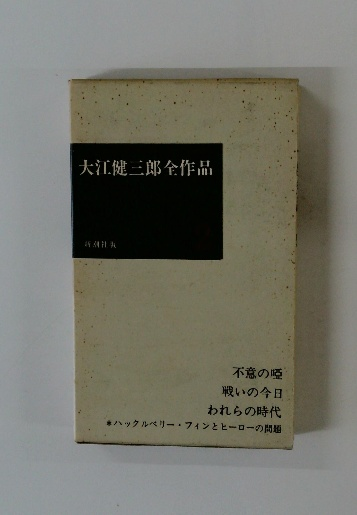 大江健三郎全作品
新潮社版
不意の唖
戦いの今日
われらの時代
*ハックルベリー・フィンとヒーローの問題